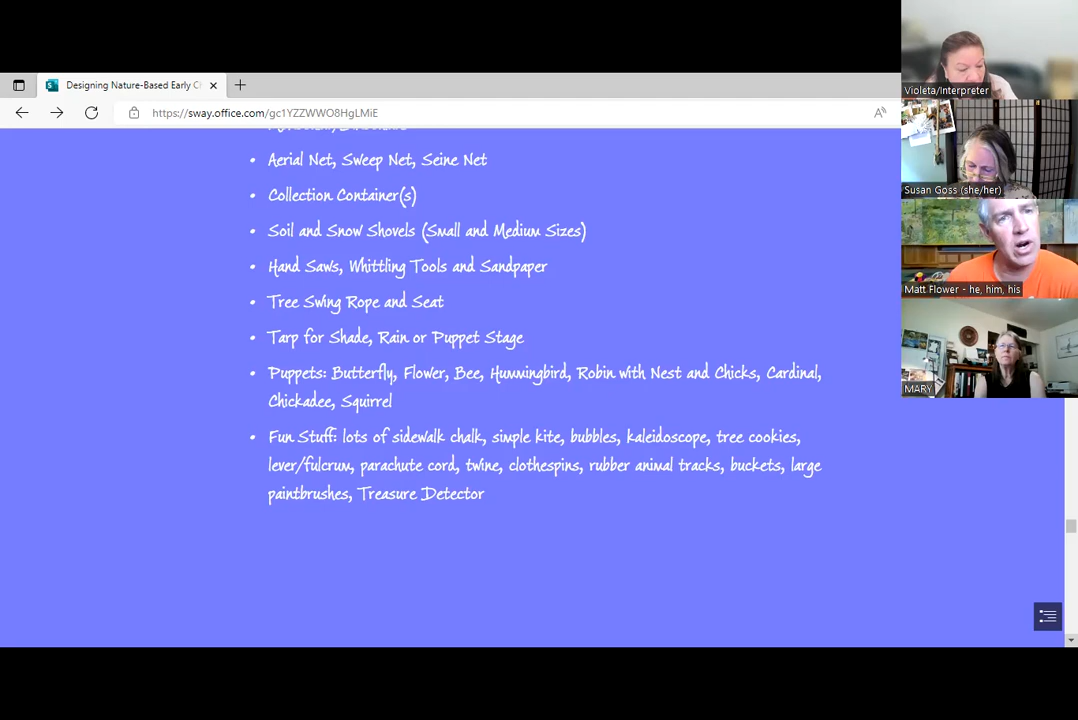 Designing Nature-Based Early C
https://sway.office.com/gc1YZZWWO8HgLMiE
• Aerial Net, Sweep Net, Seine Net
• Collection Container(s)
• Soil and Snow Shovels (Small and Medium Sizes)
• Hand Saws, Whittling Tools and Sandpaper
• Tree Swing Rope and Seat
• Tarp for Shade, Rain or Puppet Stage
• Puppets: Butterfly, Flower, Bee, Hummingbird, Robin with Nest and Chicks, Cardinal,
Chickadee, Squirrel
• Fun Stuff: lots of sidewalk chalk, simple kite, bubbles, kaleidoscope, tree cookies,
lever/fulcrum, parachute cord, twine, clothespins, rubber animal tracks, buckets, large
paintbrushes, Treasure Detector
Violeta/Interpreter
Susan Goss (she/her)
Matt Flower - he, him, his
MARY